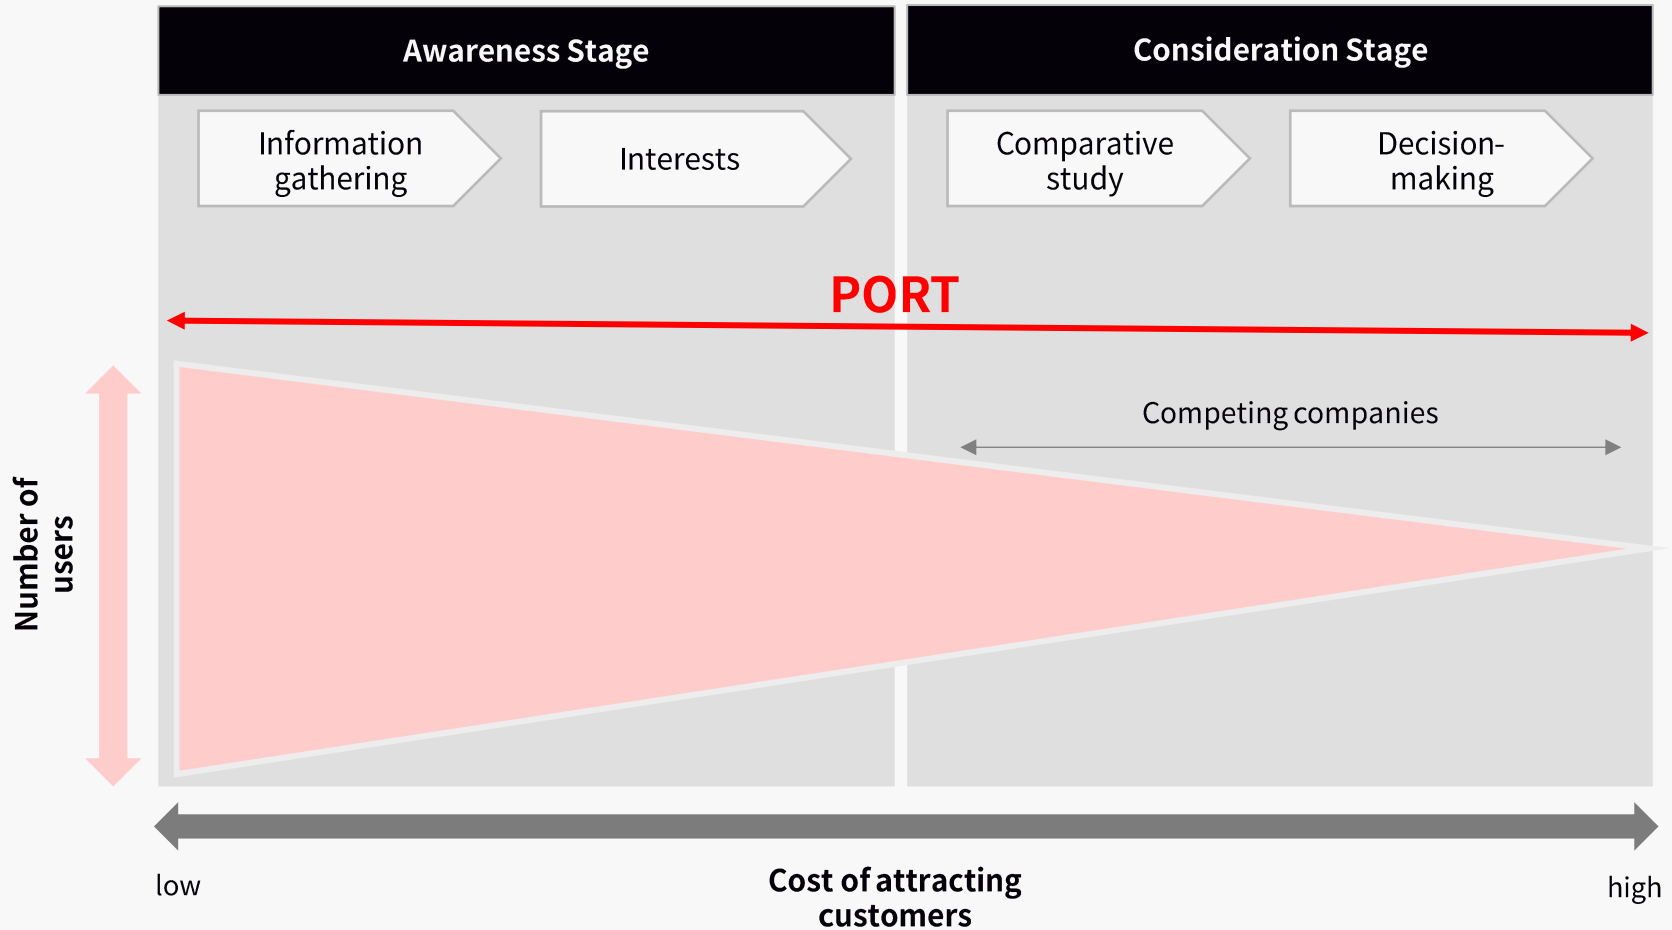 Awareness Stage
Consideration Stage
Information
gathering
Interests
Comparative
study
Decision-
making
PORT
Competing companies
Number of
users
low
Cost of attracting
customers
high